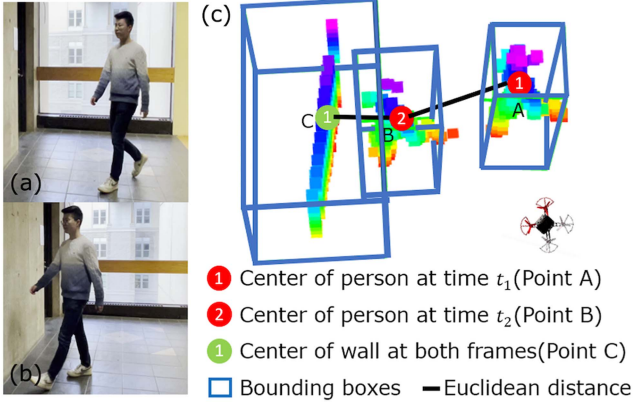 (a)
(b)
(c)
1
A
1
C
2
B
1 Center of person at time t₁(Point A)
2 Center of person at time t₂(Point B)
1 Center of wall at both frames(Point C)
Bounding boxes
Euclidean distance